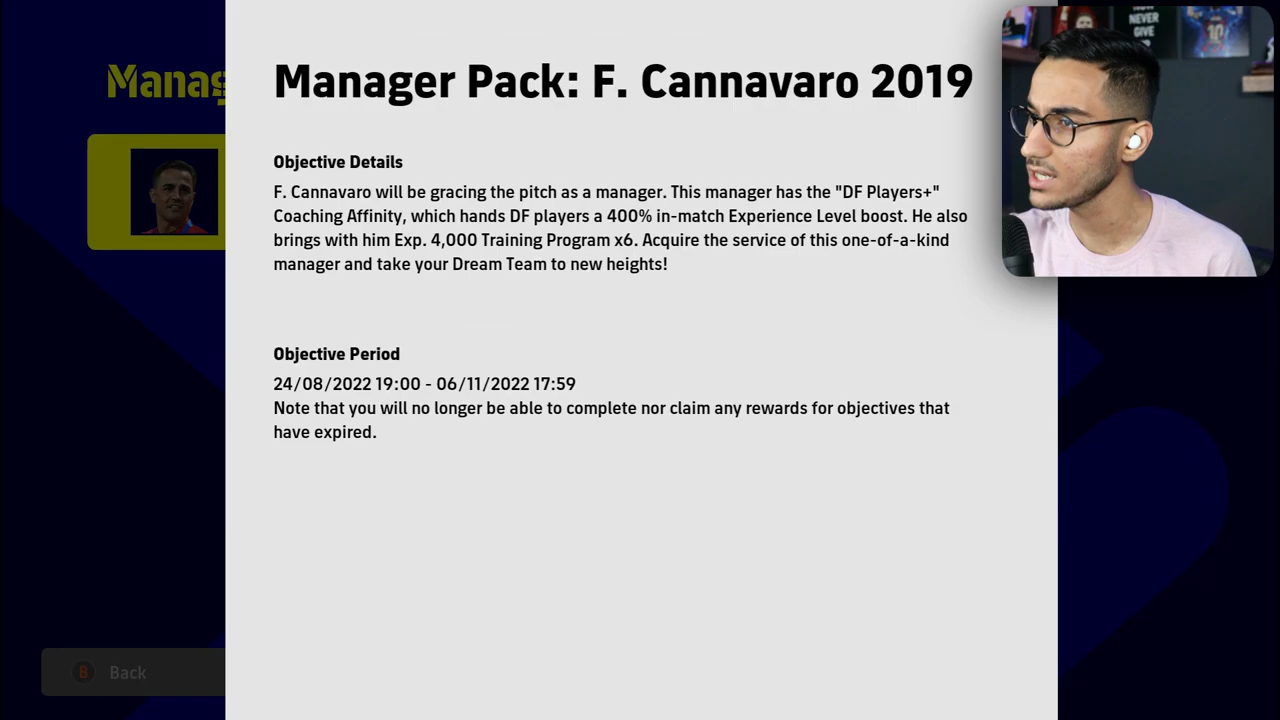 Manag
Manager Pack: F. Cannavaro 2019
Objective Details
F. Cannavaro will be gracing the pitch as a manager. This manager has the "DF Players+"
Coaching Affinity, which hands DF players a 400% in-match Experience Level boost. He also
brings with him Exp. 4,000 Training Program x6. Acquire the service of this one-of-a-kind
manager and take your Dream Team to new heights!
Objective Period
24/08/2022 19:00 - 06/11/2022 17:59
Note that you will no longer be able to complete nor claim any rewards for objectives that
have expired.
B Back
NEVER
GIVE
10